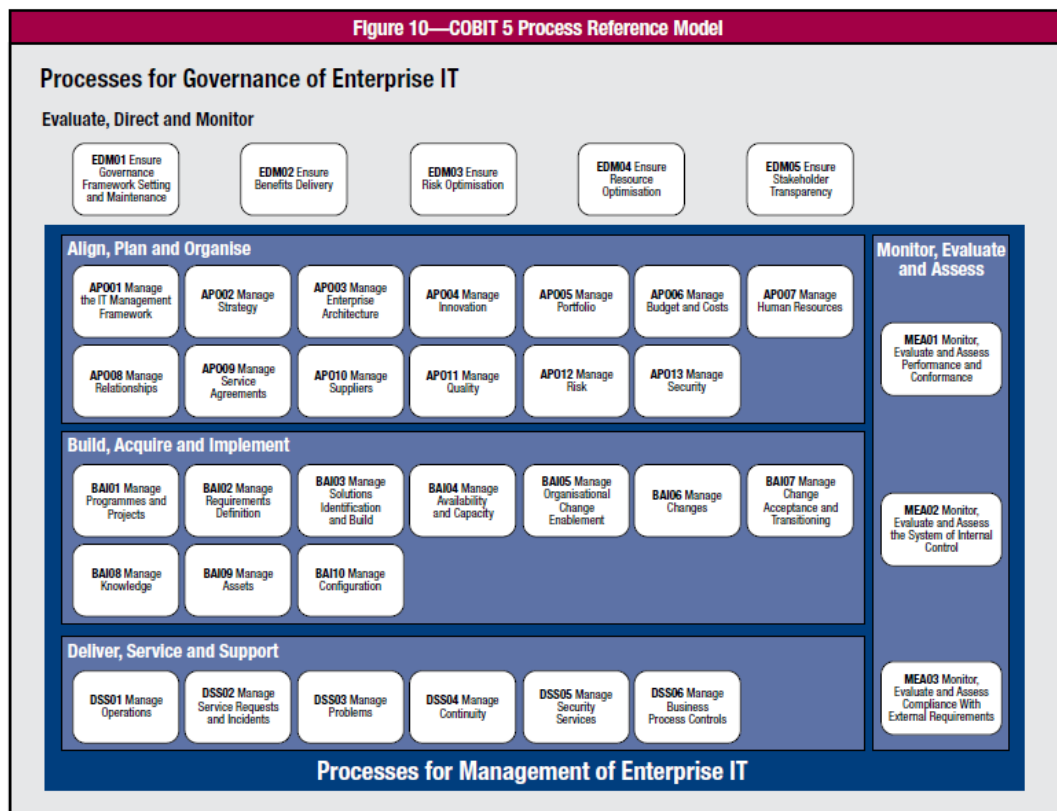 Figure 10—COBIT 5 Process Reference Model
Processes for Governance of Enterprise IT
Evaluate, Direct and Monitor
EDM01 Ensure
Governance
Framework Setting
and Maintenance
EDM02 Ensure
Benefits Delivery
EDM03 Ensure
Risk Optimisation
EDM04 Ensure
Resource
Optimisation
EDM05 Ensure
Stakeholder
Transparency
Align, Plan and Organise
APO01 Manage
the IT Management
Framework
APO02 Manage
Strategy
APO03 Manage
Enterprise
Architecture
APO04 Manage
Innovation
APO05 Manage
Portfolio
APO06 Manage
Budget and Costs
APO07 Manage
Human Resources
APO08 Manage
Relationships
APO09 Manage
Service
Agreements
APO10 Manage
Suppliers
APO11 Manage
Quality
APO12 Manage
Risk
APO13 Manage
Security
Build, Acquire and Implement
BAI01 Manage
Programmes and
Projects
BAI02 Manage
Requirements
Definition
BAI03 Manage
Solutions
Identification
and Build
BAI04 Manage
Availability
and Capacity
BAI05 Manage
Organisational
Change
Enablement
BAI06 Manage
Changes
BAI07 Manage
Change
Acceptance and
Transitioning
BAI08 Manage
Knowledge
BAI09 Manage
Assets
BAI10 Manage
Configuration
Deliver, Service and Support
DSS01 Manage
Operations
DSS02 Manage
Service Requests
and Incidents
DSS03 Manage
Problems
DSS04 Manage
Continuity
DSS05 Manage
Security
Services
DSS06 Manage
Business
Process Controls
Monitor, Evaluate
and Assess
MEA01 Monitor,
Evaluate and Assess
Performance and
Conformance
MEA02 Monitor,
Evaluate and Assess
the System of Internal
Control
MEA03 Monitor,
Evaluate and Assess
Compliance With
External Requirements
Processes for Management of Enterprise IT